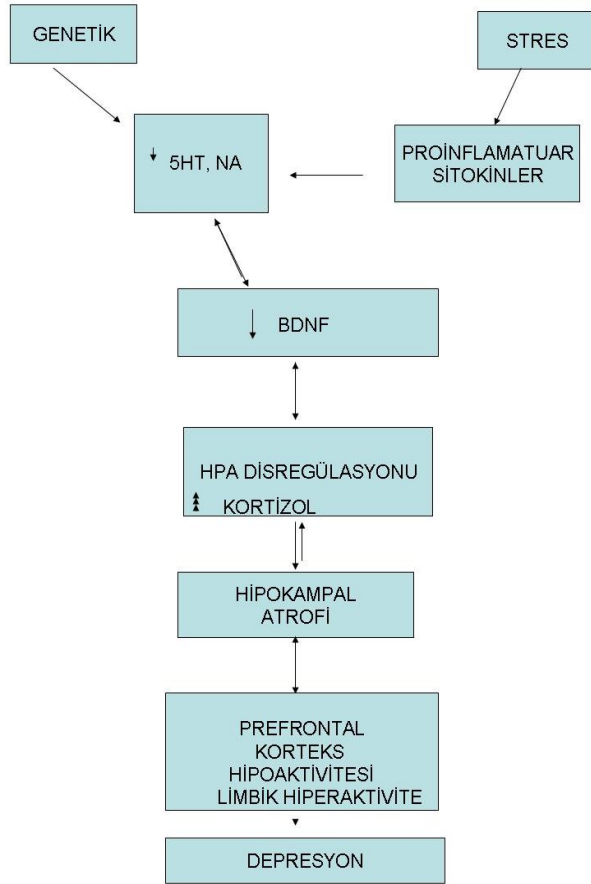 GENETİK
STRES
5HT, NA
PROİNFLAMATUAR
SİTOKİNLER
BDNF
HPA DİSREGÜLASYONU
KORTİZOL
HİPOKAMPAL
ATROFİ
PREFRONTAL
KORTEKS
HİPOAKTİVİTESİ
LİMBİK HİPERAKTİVİTE
DEPRESYON